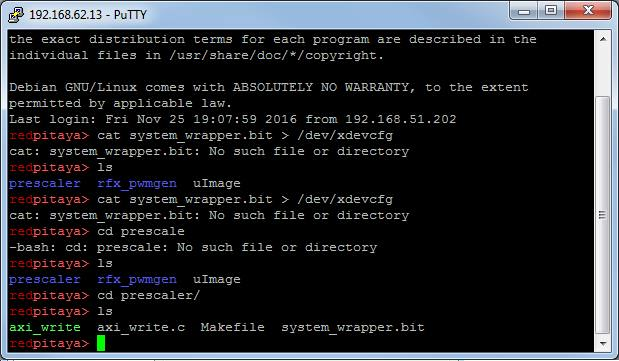 192.168.62.13 - PuTTY
the exact distribution terms for each program are described in the
individual files in /usr/share/doc/*/copyright.
Debian GNU/Linux comes with ABSOLUTELY NO WARRANTY, to the extent
permitted by applicable law.
Last login: Fri Nov 25 19:07:59 2016 from 192.168.51.202
redpitaya> cat system_wrapper.bit > /dev/xdevcfg
cat: system_wrapper.bit: No such file or directory
redpitaya> ls
prescaler  rfx_pwmgen  uImage
redpitaya> cat system_wrapper.bit > /dev/xdevcfg
cat: system_wrapper.bit: No such file or directory
redpitaya> cd prescale
-bash: cd: prescale: No such file or directory
redpitaya> ls
prescaler  rfx_pwmgen  uImage
redpitaya> cd prescaler/
redpitaya> ls
axi_write  axi_write.c  Makefile  system_wrapper.bit
redpitaya>